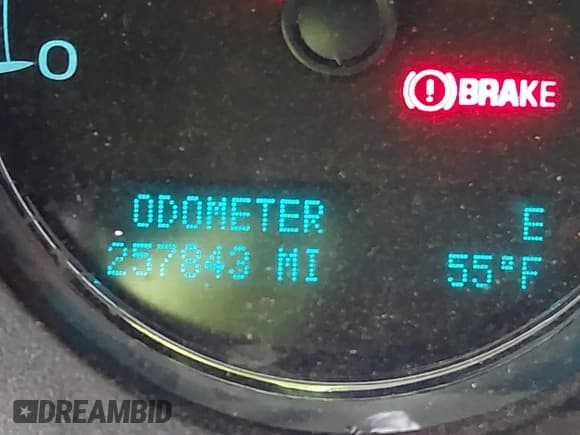 0
BRAKE
ODOMETER E
257843 MI 55°F
DREAMBID